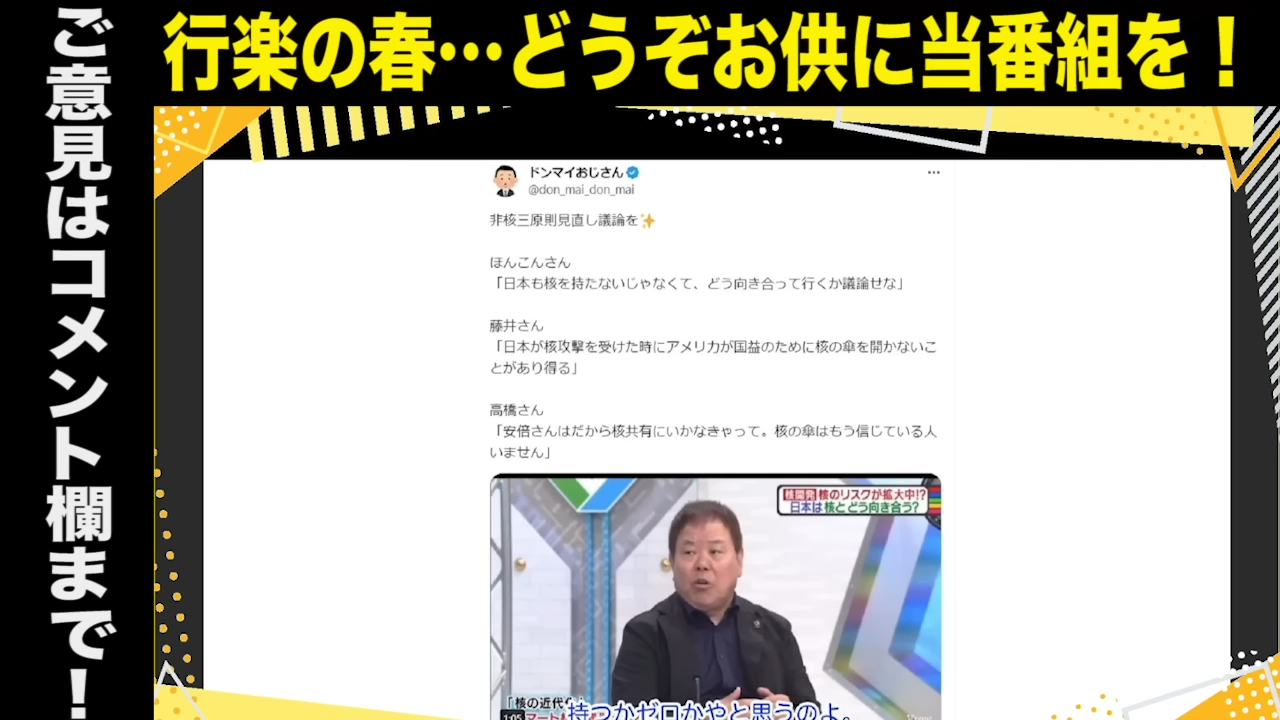 行楽の春…どうぞお供に当番組を！
ご意見はコメント欄まで！
ドンマイおじさん
@don_mai_don_mai
非核三原則見直し議論を✨
ほんこんさん
「日本も核を持たないじゃなくて、どう向き合って行くか議論せな」
藤井さん
「日本が核攻撃を受けた時にアメリカが国益のために核の傘を開かないこ
とがあり得る」
高橋さん
「安倍さんはだから核共有にいかなきゃって。核の傘はもう信じている人
いません」
核開発 核のリスクが拡大中!?
日本は核とどう向き合う?
「核の近代化
1:05
持つかゼロかやと思うのよ。